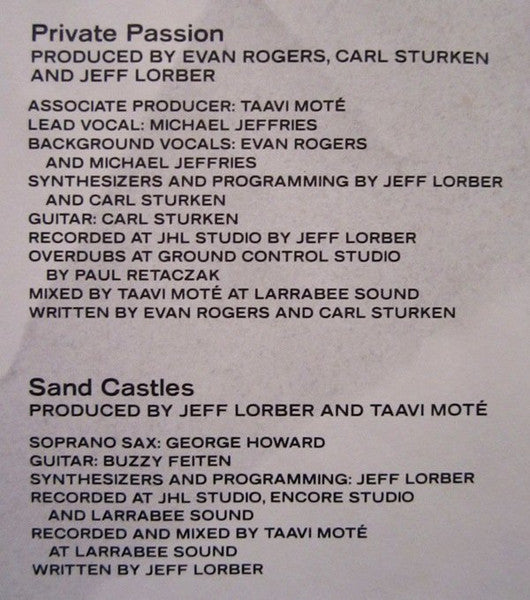 Private Passion
PRODUCED BY EVAN ROGERS, CARL STURKEN
AND JEFF LORBER
ASSOCIATE PRODUCER: TAAVI MOTÉ
LEAD VOCAL: MICHAEL JEFFRIES
BACKGROUND VOCALS: EVAN ROGERS
AND MICHAEL JEFFRIES
SYNTHESIZERS AND PROGRAMMING BY JEFF LORBER
AND CARL STURKEN
GUITAR: CARL STURKEN
RECORDED AT JHL STUDIO BY JEFF LORBER
OVERDUBS AT GROUND CONTROL STUDIO
BY PAUL RETACZAK
MIXED BY TAAVI MOTÉ AT LARRABEE SOUND
WRITTEN BY EVAN ROGERS AND CARL STURKEN
Sand Castles
PRODUCED BY JEFF LORBER AND TAAVI MOTÉ
SOPRANO SAX: GEORGE HOWARD
GUITAR: BUZZY FEITEN
SYNTHESIZERS AND PROGRAMMING: JEFF LORBER
RECORDED AT JHL STUDIO, ENCORE STUDIO
AND LARRABEE SOUND
RECORDED AND MIXED BY TAAVI MOTÉ
AT LARRABEE SOUND
WRITTEN BY JEFF LORBER